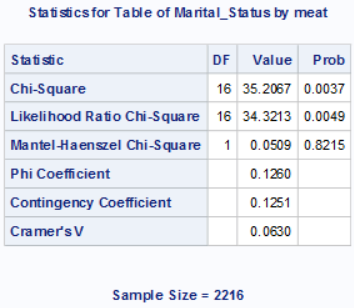 Statistics for Table of Marital_Status by meat
Statistic DF Value Prob
Chi-Square 16 35.2067 0.0037
Likelihood Ratio Chi-Square 16 34.3213 0.0049
Mantel-Haenszel Chi-Square 1 0.0509 0.8215
Phi Coefficient 0.1260
Contingency Coefficient 0.1251
Cramer's V 0.0630
Sample Size = 2216